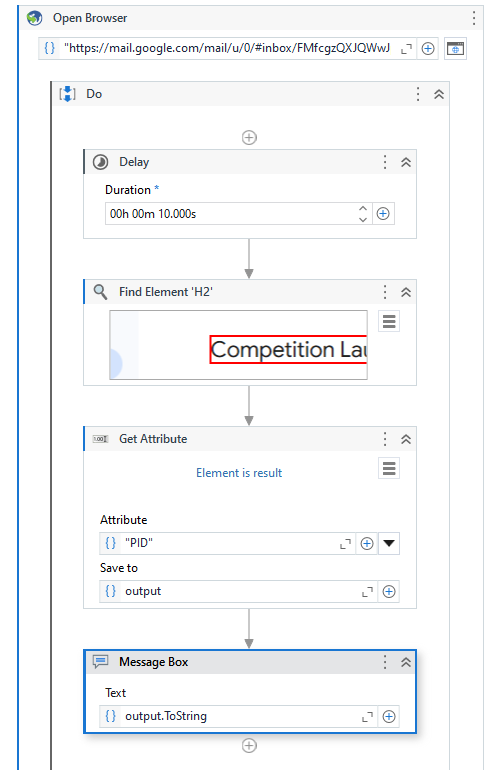 Open Browser
"https://mail.google.com/mail/u/0/#inbox/FMfcgzQXJQWwJ
Do
Delay
Duration *
00h 00m 10.000s
Find Element 'H2'
Competition Lau
Get Attribute
Element is result
Attribute
"PID"
Save to
output
Message Box
Text
output.ToString